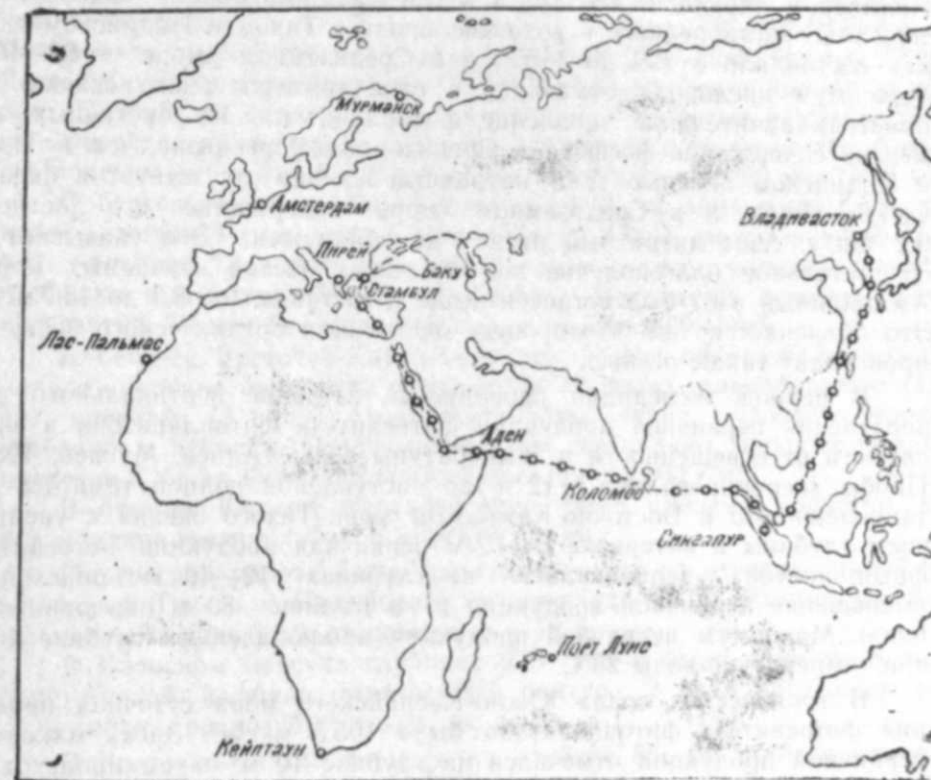 Мурманск
Амстердам
Владивосток
Пирей
Баку
Стамбул
Лас-Пальмас
Аден
Коломбо
Сингапур
Порт Луис
Кейптаун